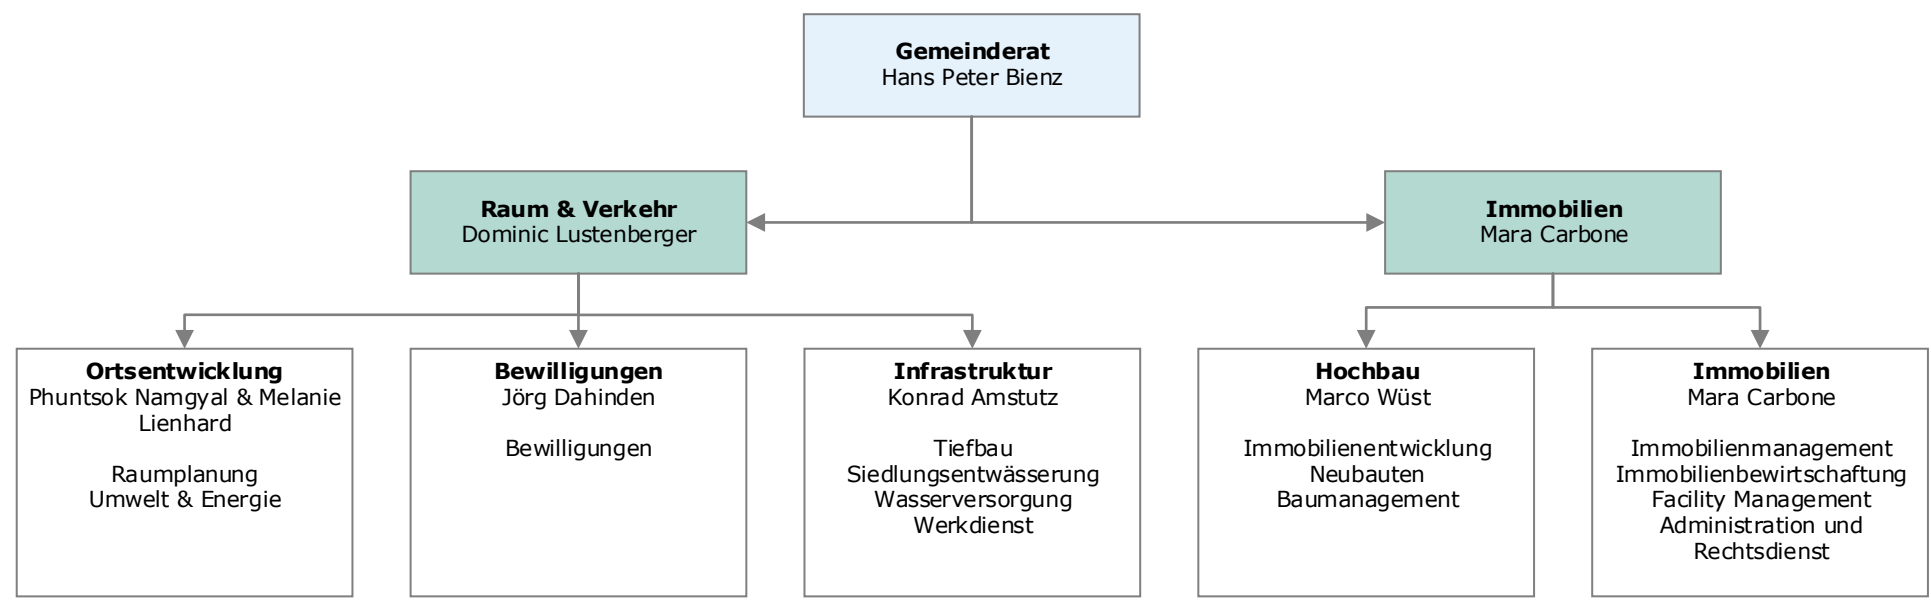 Gemeinderat
Hans Peter Bienz
Raum & Verkehr
Dominic Lustenberger
Immobilien
Mara Carbone
Ortsentwicklung
Phuntsok Namgyal & Melanie
Lienhard
Raumplanung
Umwelt & Energie
Bewilligungen
Jörg Dahinden
Bewilligungen
Infrastruktur
Konrad Amstutz
Tiefbau
Siedlungsentwässerung
Wasserversorgung
Werkdienst
Hochbau
Marco Wüst
Immobilienentwicklung
Neubauten
Baumanagement
Immobilien
Mara Carbone
Immobilienmanagement
Immobilienbewirtschaftung
Facility Management
Administration und
Rechtsdienst